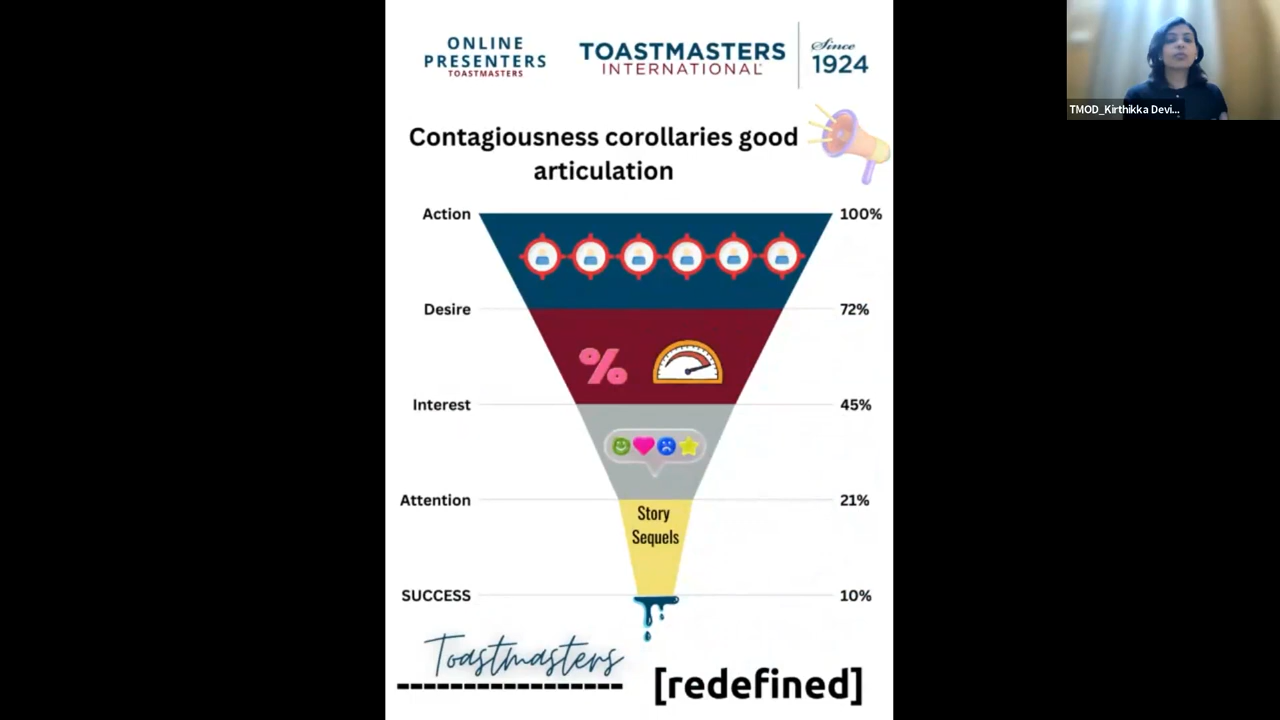 ONLINE
PRESENTERS
TOASTMASTERS
TOASTMASTERS
INTERNATIONAL
Since
1924
TMOD_Kirthikka Devi...
Contagiousness corollaries good
articulation
Action 100%
Desire 72%
%
Interest 45%
Attention 21%
Story
Sequels
SUCCESS 10%
Toastmasters
[redefined]